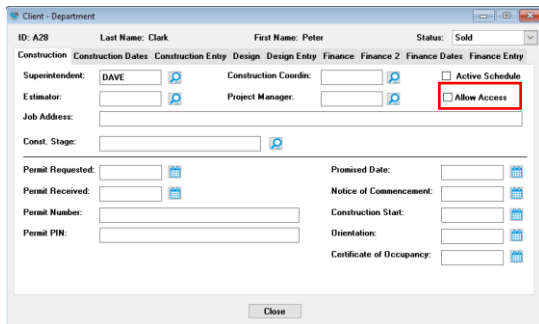 Client - Department
ID: A28 Last Name: Clark First Name: Peter Status: Sold
Construction Construction Dates Construction Entry Design Design Entry Finance Finance 2 Finance Dates Finance Entry
Superintendent: DAVE Construction Coordin: Active Schedule
Estimator: Project Manager: Allow Access
Job Address:
Const. Stage:
Permit Requested: Promised Date:
Permit Received: Notice of Commencement:
Permit Number: Construction Start:
Permit PIN: Orientation:
Certificate of Occupancy:
Close